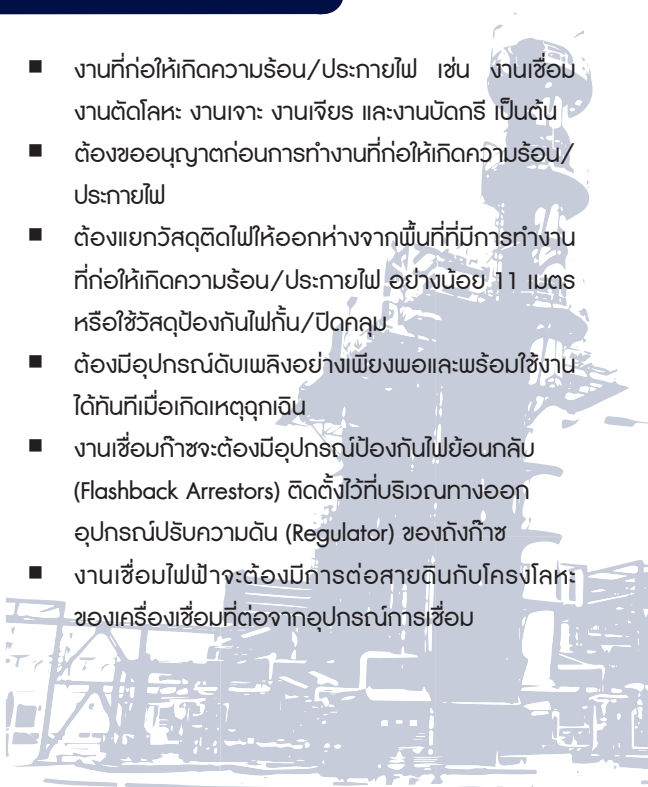 ■ งานที่ก่อให้เกิดความร้อน/ประกายไฟ เช่น งานเชื่อม
งานตัดโลหะ งานเจาะ งานเจียร และงานบัดกรี เป็นต้น
■ ต้องขออนุญาตก่อนการทำงานที่ก่อให้เกิดความร้อน/
ประกายไฟ
■ ต้องแยกวัสดุติดไฟให้ออกห่างจากพื้นที่ที่มีการทำงาน
ที่ก่อให้เกิดความร้อน/ประกายไฟ อย่างน้อย 11 เมตร
หรือใช้วัสดุป้องกันไฟกั้น/ปิดคลุม
■ ต้องมีอุปกรณ์ดับเพลิงอย่างเพียงพอและพร้อมใช้งาน
ได้ทันทีเมื่อเกิดเหตุฉุกเฉิน
■ งานเชื่อมก๊าซจะต้องมีอุปกรณ์ป้องกันไฟย้อนกลับ
(Flashback Arrestors) ติดตั้งไว้ที่บริเวณทางออก
อุปกรณ์ปรับความดัน (Regulator) ของถังก๊าซ
■ งานเชื่อมไฟฟ้าจะต้องมีการต่อสายดินกับโครงโลหะ
ของเครื่องเชื่อมที่ต่อจากอุปกรณ์การเชื่อม